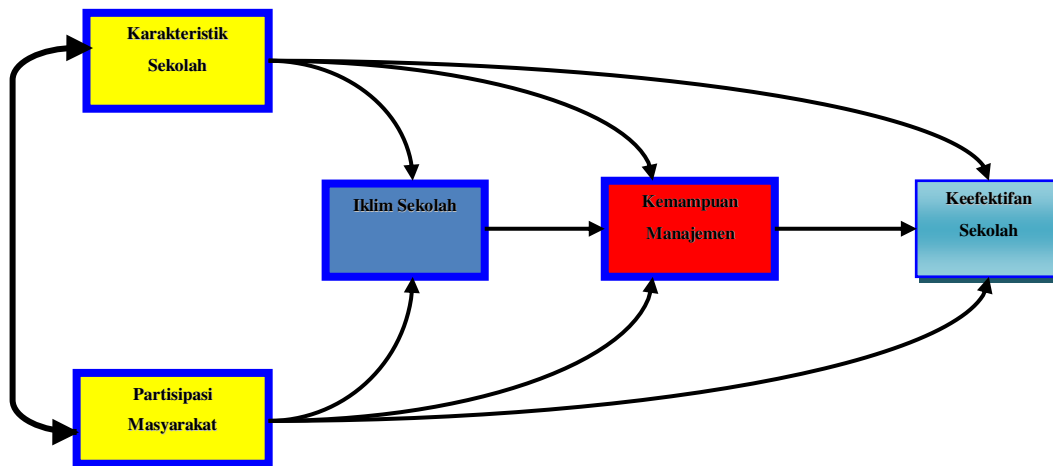 Karakteristik
Sekolah
Iklim Sekolah
Kemampuan
Manajemen
Keefektifan
Sekolah
Partisipasi
Masyarakat